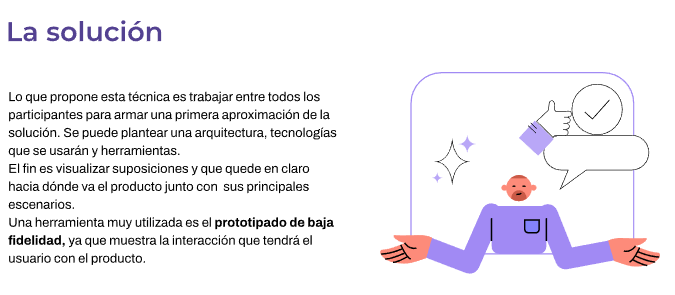 La solución
Lo que propone esta técnica es trabajar entre todos los
participantes para armar una primera aproximación de la
solución. Se puede plantear una arquitectura, tecnologías
que se usarán y herramientas.
El fin es visualizar suposiciones y que quede en claro
hacia dónde va el producto junto con  sus principales
escenarios.
Una herramienta muy utilizada es el prototipado de baja
fidelidad, ya que muestra la interacción que tendrá el
usuario con el producto.